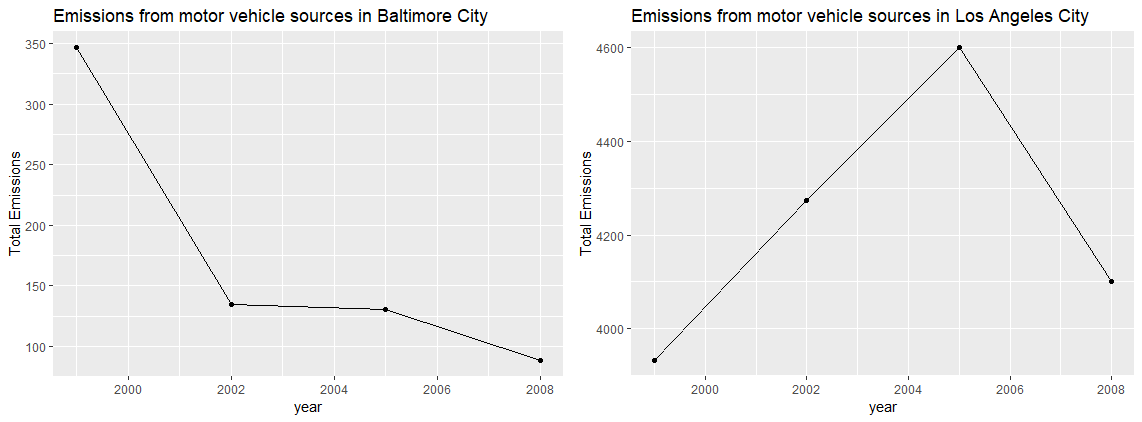 Emissions from motor vehicle sources in Baltimore City
350
300
250
200
150
100
Total Emissions
2000 2002 2004 2006 2008
year
Emissions from motor vehicle sources in Los Angeles City
4600
4400
4200
4000
Total Emissions
2000 2002 2004 2006 2008
year